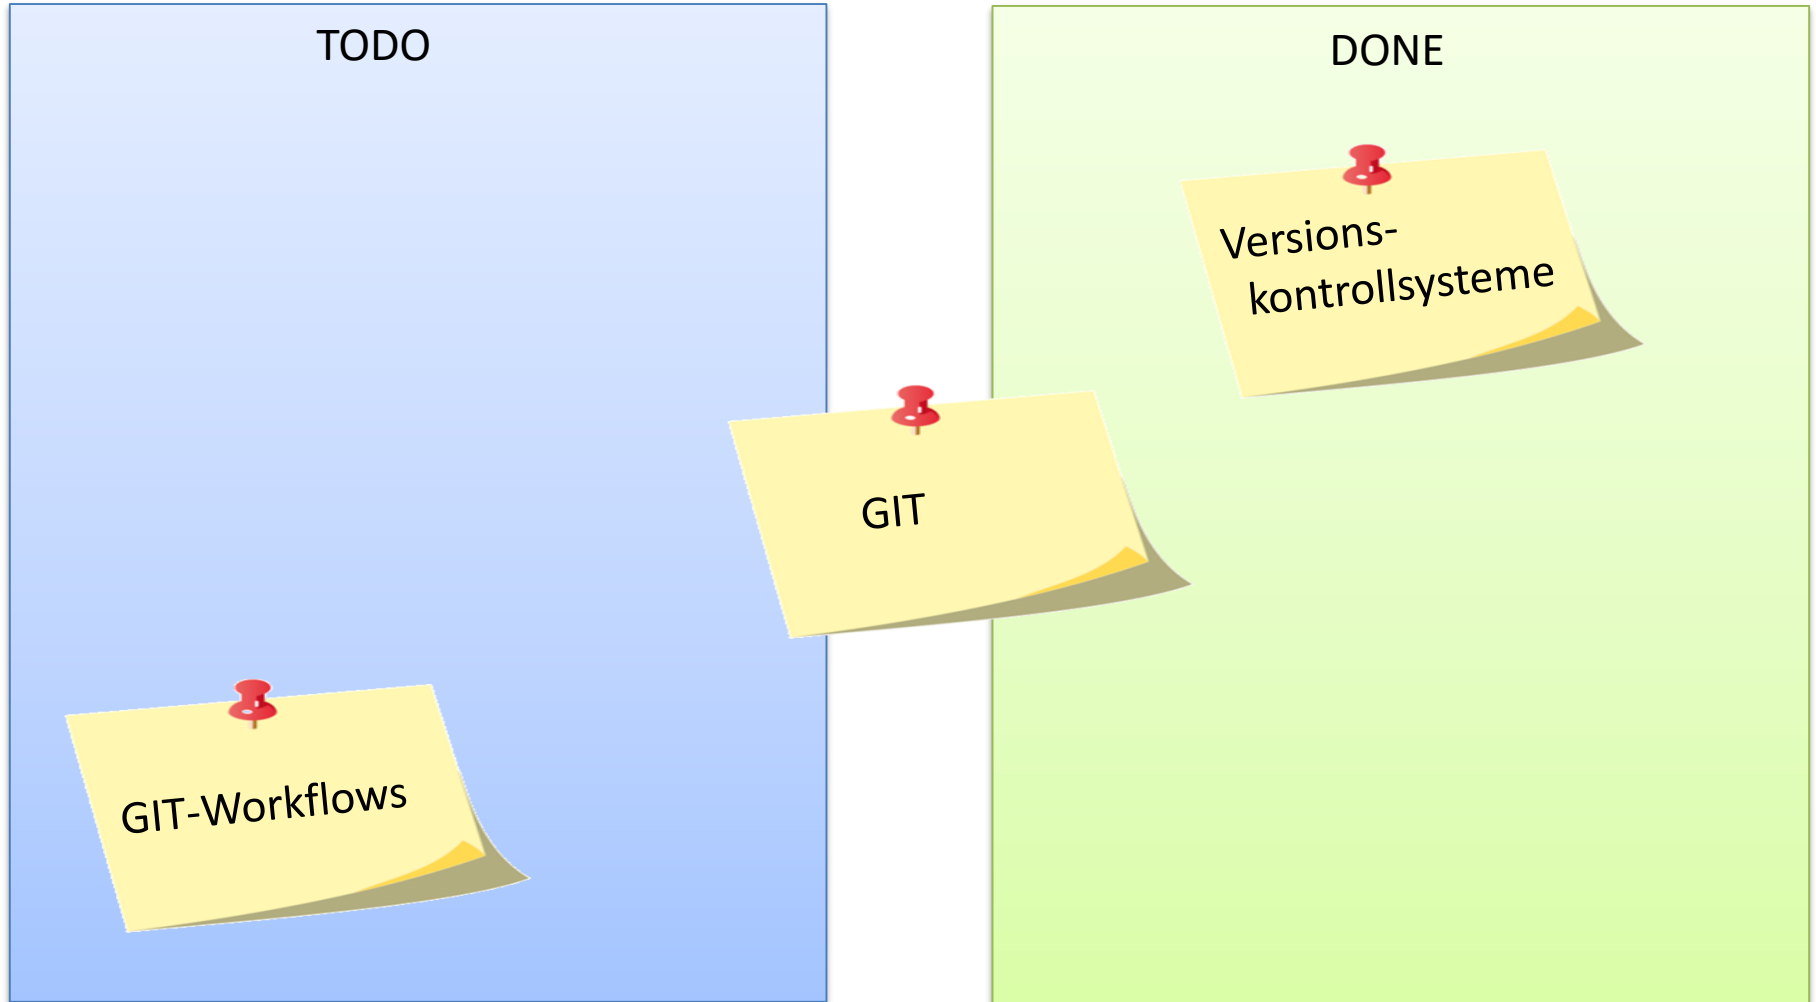 TODO
DONE
Versions-
kontrollsysteme
GIT
GIT-Workflows